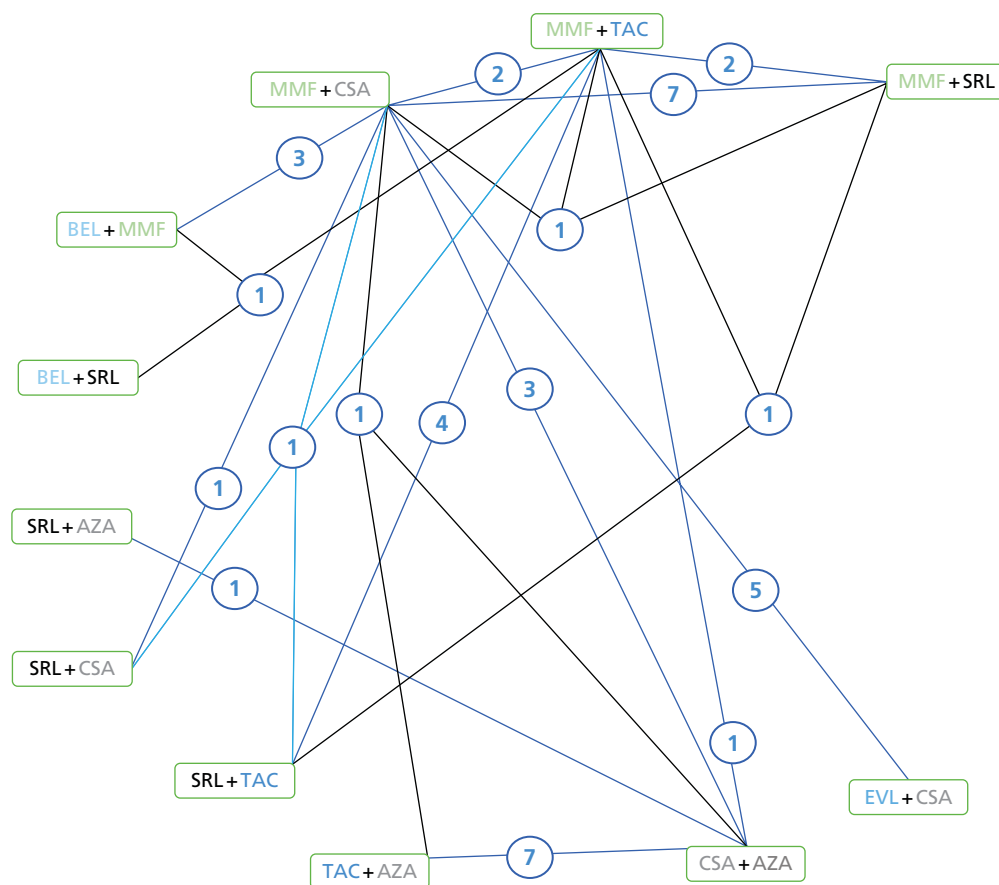 MMF+TAC
2
2
MMF+CSA
MMF+SRL
7
3
BEL+MMF
1
1
BEL+SRL
3
1
4
1
1
1
SRL+AZA
1
5
SRL+CSA
1
SRL+TAC
EVL+CSA
7
CSA+AZA
TAC+AZA